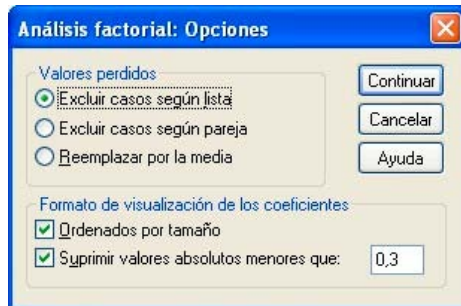 Análisis factorial: Opciones
Valores perdidos
Excluir casos según lista
Excluir casos según pareja
Reemplazar por la media
Continuar
Cancelar
Ayuda
Formato de visualización de los coeficientes
Ordenados por tamaño
Suprimir valores absolutos menores que: 0,3